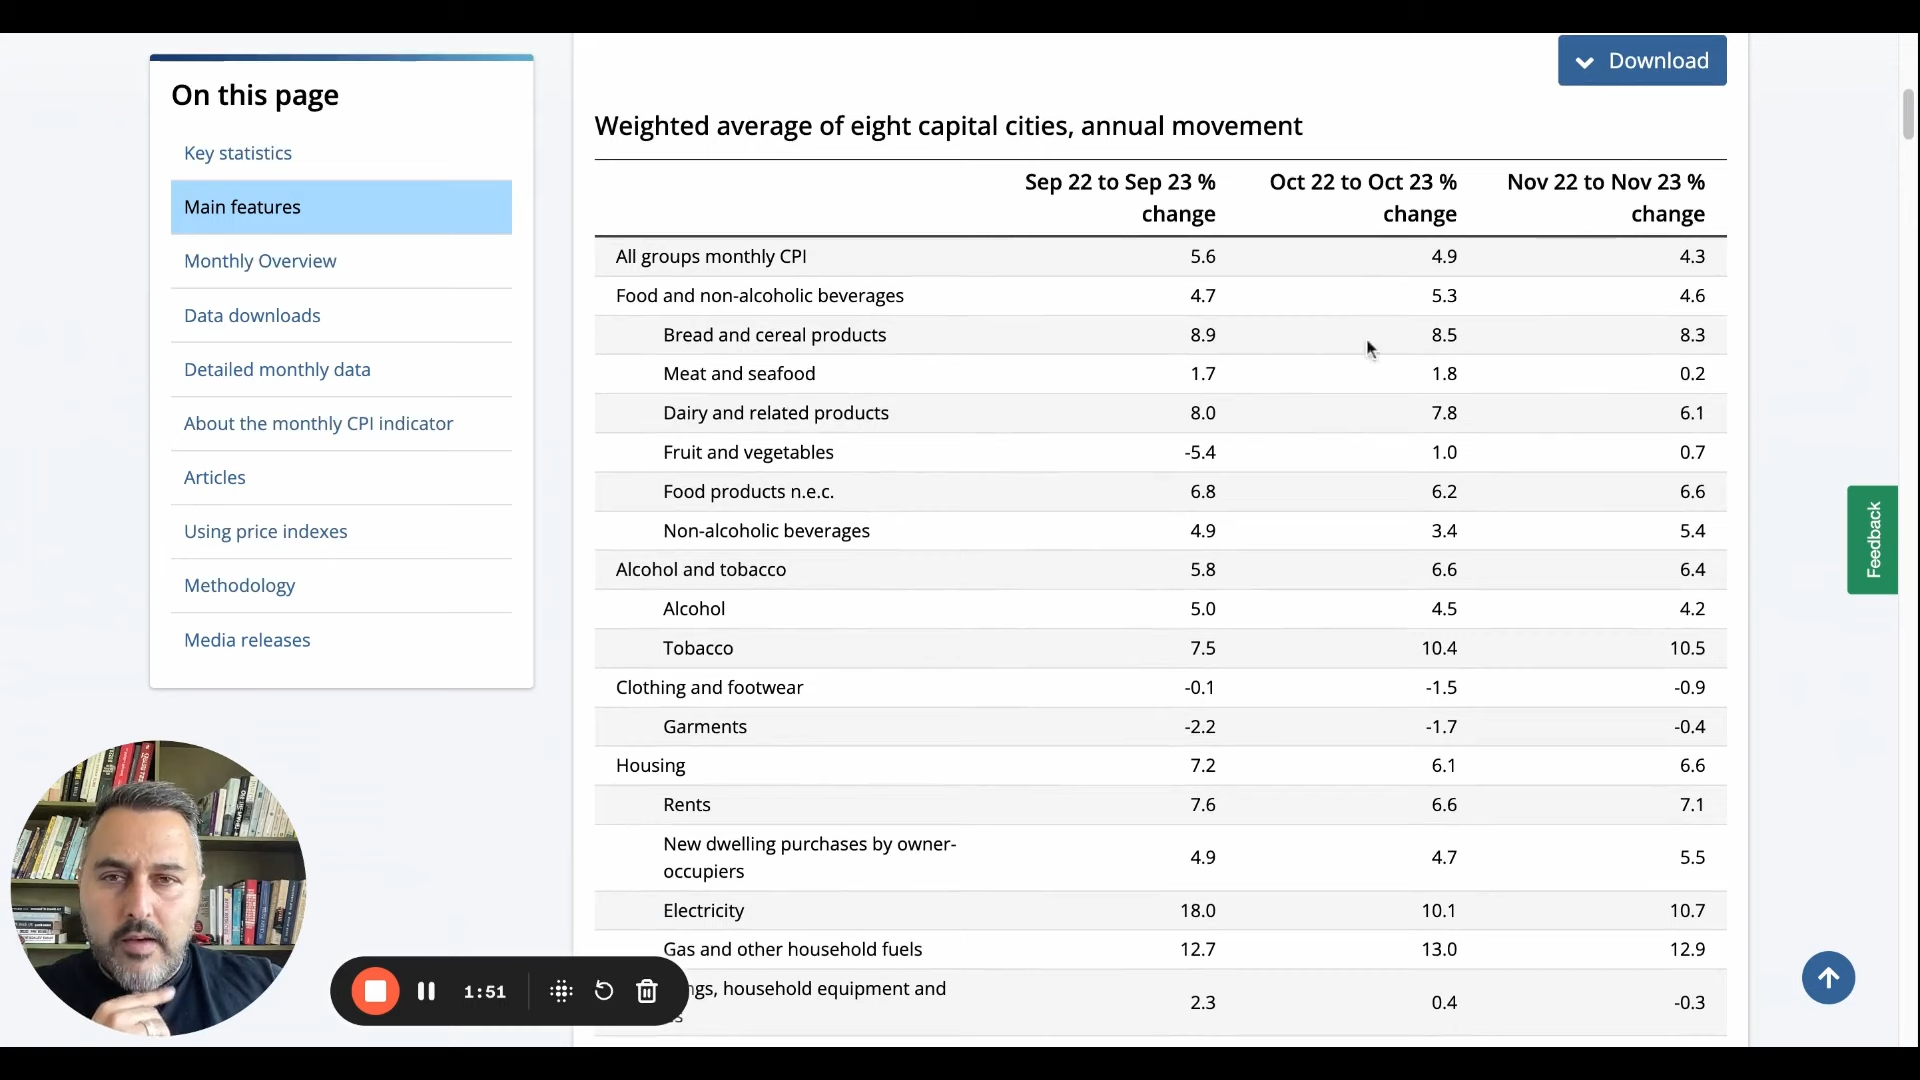 Download
On this page
Key statistics
Main features
Monthly Overview
Data downloads
Detailed monthly data
About the monthly CPI indicator
Articles
Using price indexes
Methodology
Media releases
Weighted average of eight capital cities, annual movement
Sep 22 to Sep 23 % change Oct 22 to Oct 23 % change Nov 22 to Nov 23 % change
All groups monthly CPI 5.6 4.9 4.3
Food and non-alcoholic beverages 4.7 5.3 4.6
Bread and cereal products 8.9 8.5 8.3
Meat and seafood 1.7 1.8 0.2
Dairy and related products 8.0 7.8 6.1
Fruit and vegetables -5.4 1.0 0.7
Food products n.e.c. 6.8 6.2 6.6
Non-alcoholic beverages 4.9 3.4 5.4
Alcohol and tobacco 5.8 6.6 6.4
Alcohol 5.0 4.5 4.2
Tobacco 7.5 10.4 10.5
Clothing and footwear -0.1 -1.5 -0.9
Garments -2.2 -1.7 -0.4
Housing 7.2 6.1 6.6
Rents 7.6 6.6 7.1
New dwelling purchases by owner-
occupiers 4.9 4.7 5.5
Electricity 18.0 10.1 10.7
Gas and other household fuels 12.7 13.0 12.9
ngs, household equipment and
2.3 0.4 -0.3
1:51
Feedback